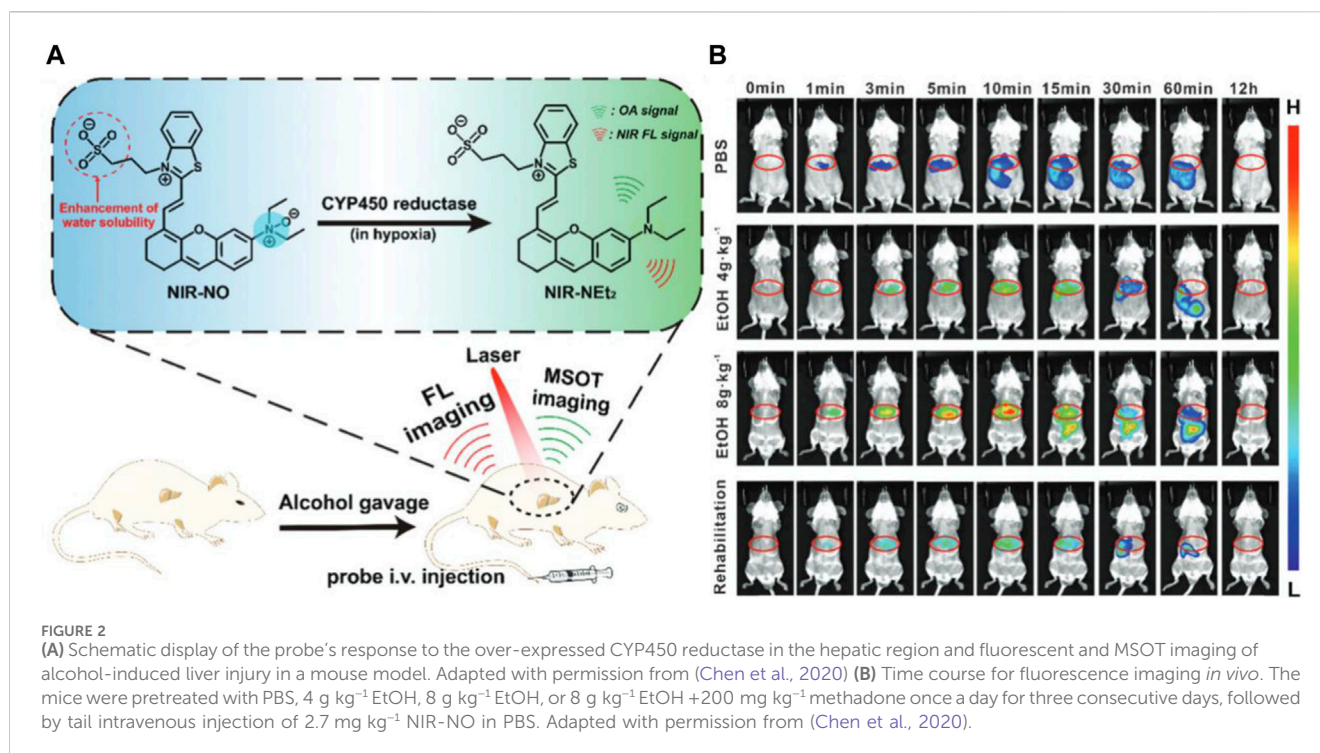 A
O⊖
O
S
O
N
⊕
S
Enhancement of
water solubility
O
N
O⊖
⊕
NIR-NO
CYP450 reductase
(in hypoxia)
O⊖
O
S
O
N
⊕
S
O
N
NIR-NEt₂
: OA signal
: NIR FL signal
Laser
FL
imaging
MSOT
imaging
Alcohol gavage
probe i.v. injection
B
0min 1min 3min 5min 10min 15min 30min 60min 12h
PBS
EtOH 4g·kg⁻¹
EtOH 8g·kg⁻¹
Rehabilitation
H
L
FIGURE 2
(A) Schematic display of the probe's response to the over-expressed CYP450 reductase in the hepatic region and fluorescent and MSOT imaging of
alcohol-induced liver injury in a mouse model. Adapted with permission from (Chen et al., 2020) (B) Time course for fluorescence imaging in vivo. The
mice were pretreated with PBS, 4 g kg⁻¹ EtOH, 8 g kg⁻¹ EtOH, or 8 g kg⁻¹ EtOH +200 mg kg⁻¹ methadone once a day for three consecutive days, followed
by tail intravenous injection of 2.7 mg kg⁻¹ NIR-NO in PBS. Adapted with permission from (Chen et al., 2020).